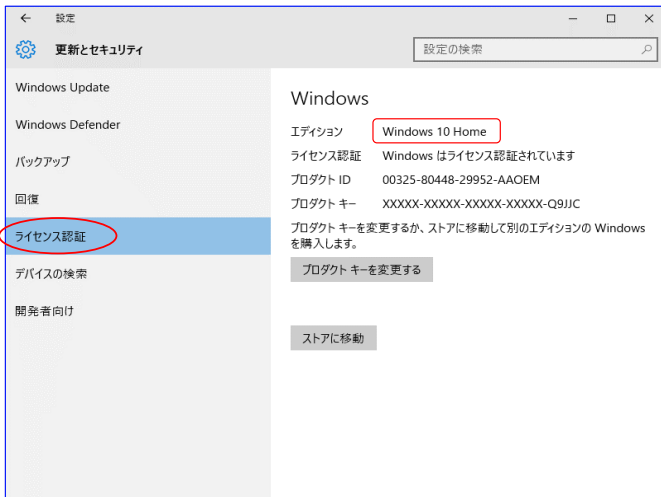 設定
更新とセキュリティ
設定の検索
Windows Update
Windows Defender
バックアップ
回復
ライセンス認証
デバイスの検索
開発者向け
Windows
エディション Windows 10 Home
ライセンス認証 Windows はライセンス認証されています
プロダクト ID 00325-80448-29952-AAOEM
プロダクト キー XXXXX-XXXXX-XXXXX-XXXXX-Q9JJC
プロダクト キーを変更するか、ストアに移動して別のエディションの Windows
を購入します。
プロダクト キーを変更する
ストアに移動